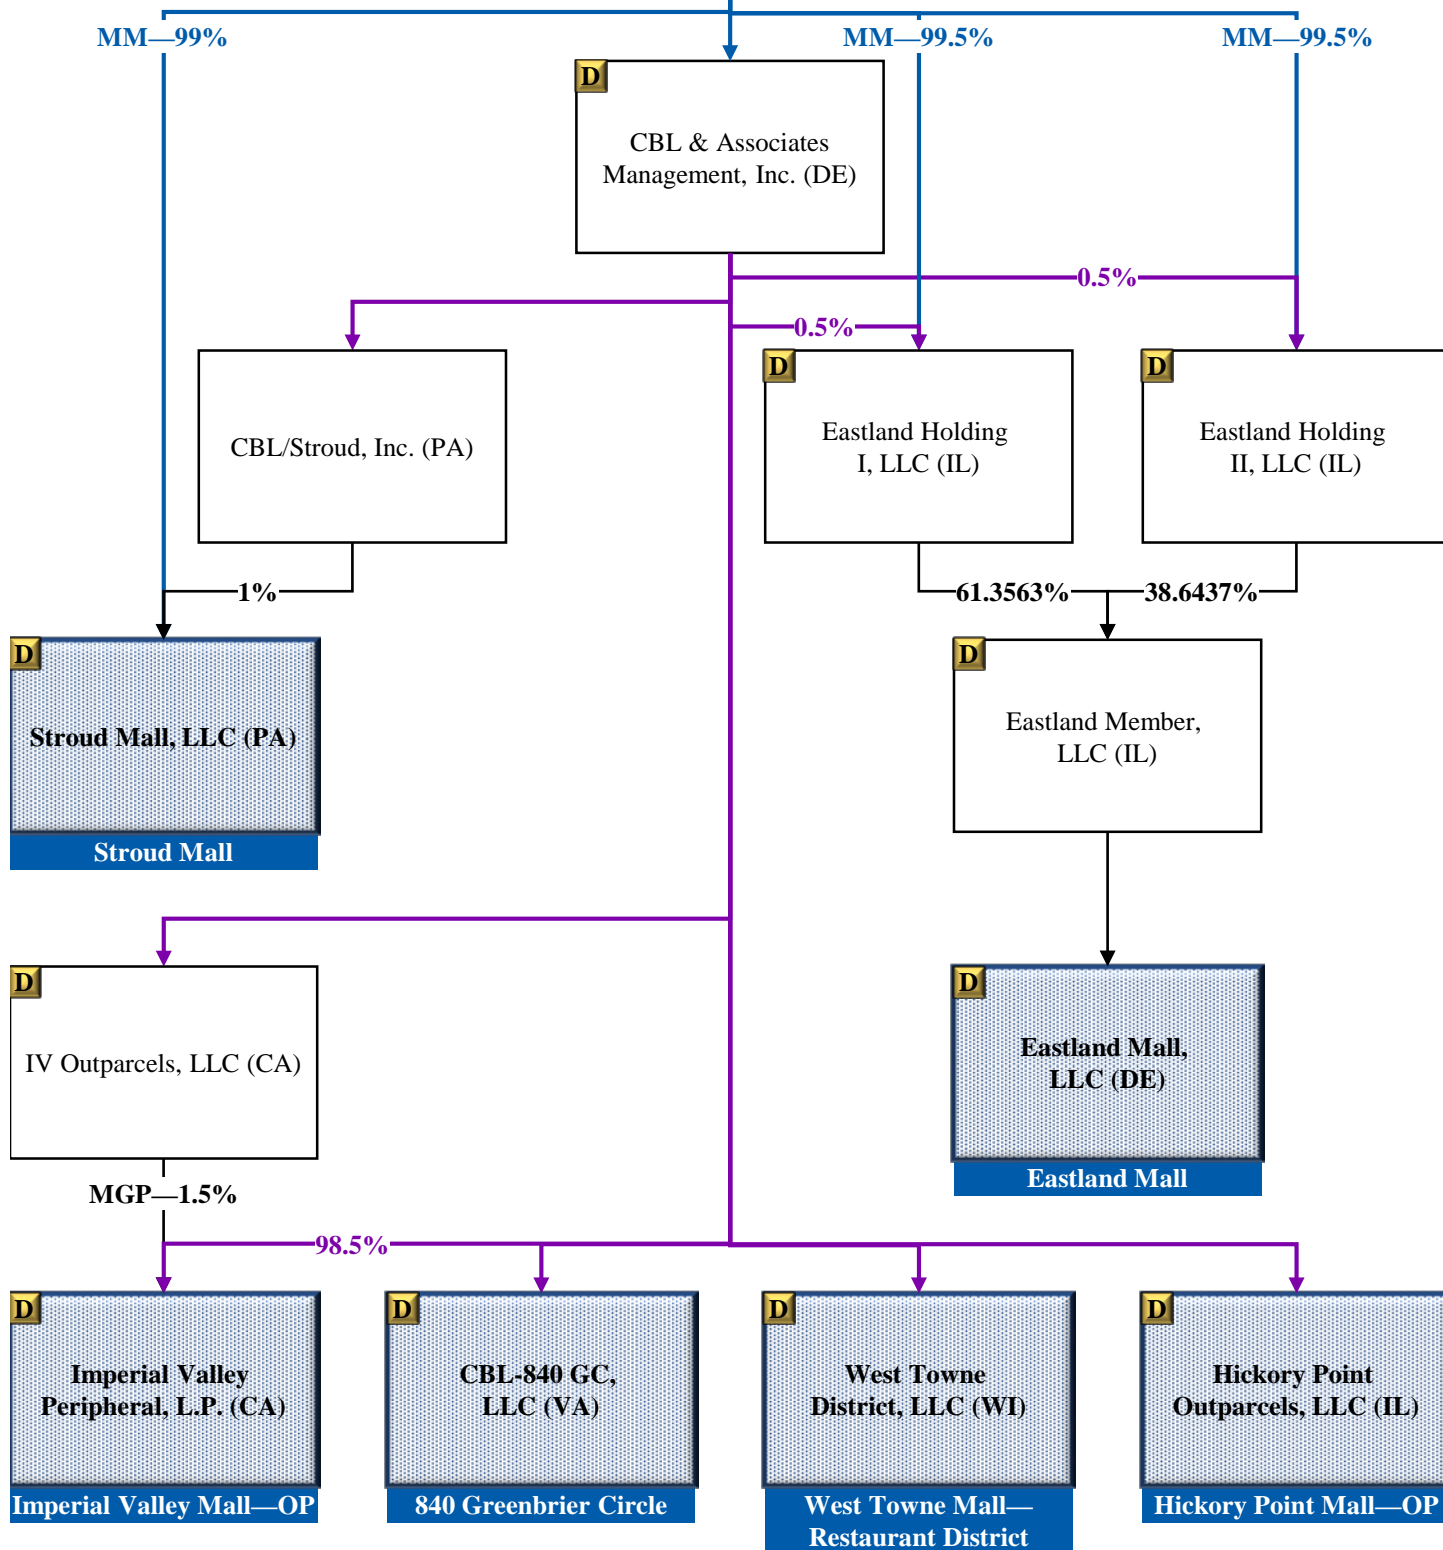 MM—99%
MM—99.5%
MM—99.5%
D
CBL & Associates
Management, Inc. (DE)
0.5%
0.5%
CBL/Stroud, Inc. (PA)
D
Eastland Holding
I, LLC (IL)
D
Eastland Holding
II, LLC (IL)
1%
61.3563%
38.6437%
D
Stroud Mall, LLC (PA)
Stroud Mall
D
Eastland Member,
LLC (IL)
D
IV Outparcels, LLC (CA)
D
Eastland Mall,
LLC (DE)
Eastland Mall
MGP—1.5%
98.5%
D
Imperial Valley
Peripheral, L.P. (CA)
Imperial Valley Mall—OP
D
CBL-840 GC,
LLC (VA)
840 Greenbrier Circle
D
West Towne
District, LLC (WI)
West Towne Mall—
Restaurant District
D
Hickory Point
Outparcels, LLC (IL)
Hickory Point Mall—OP